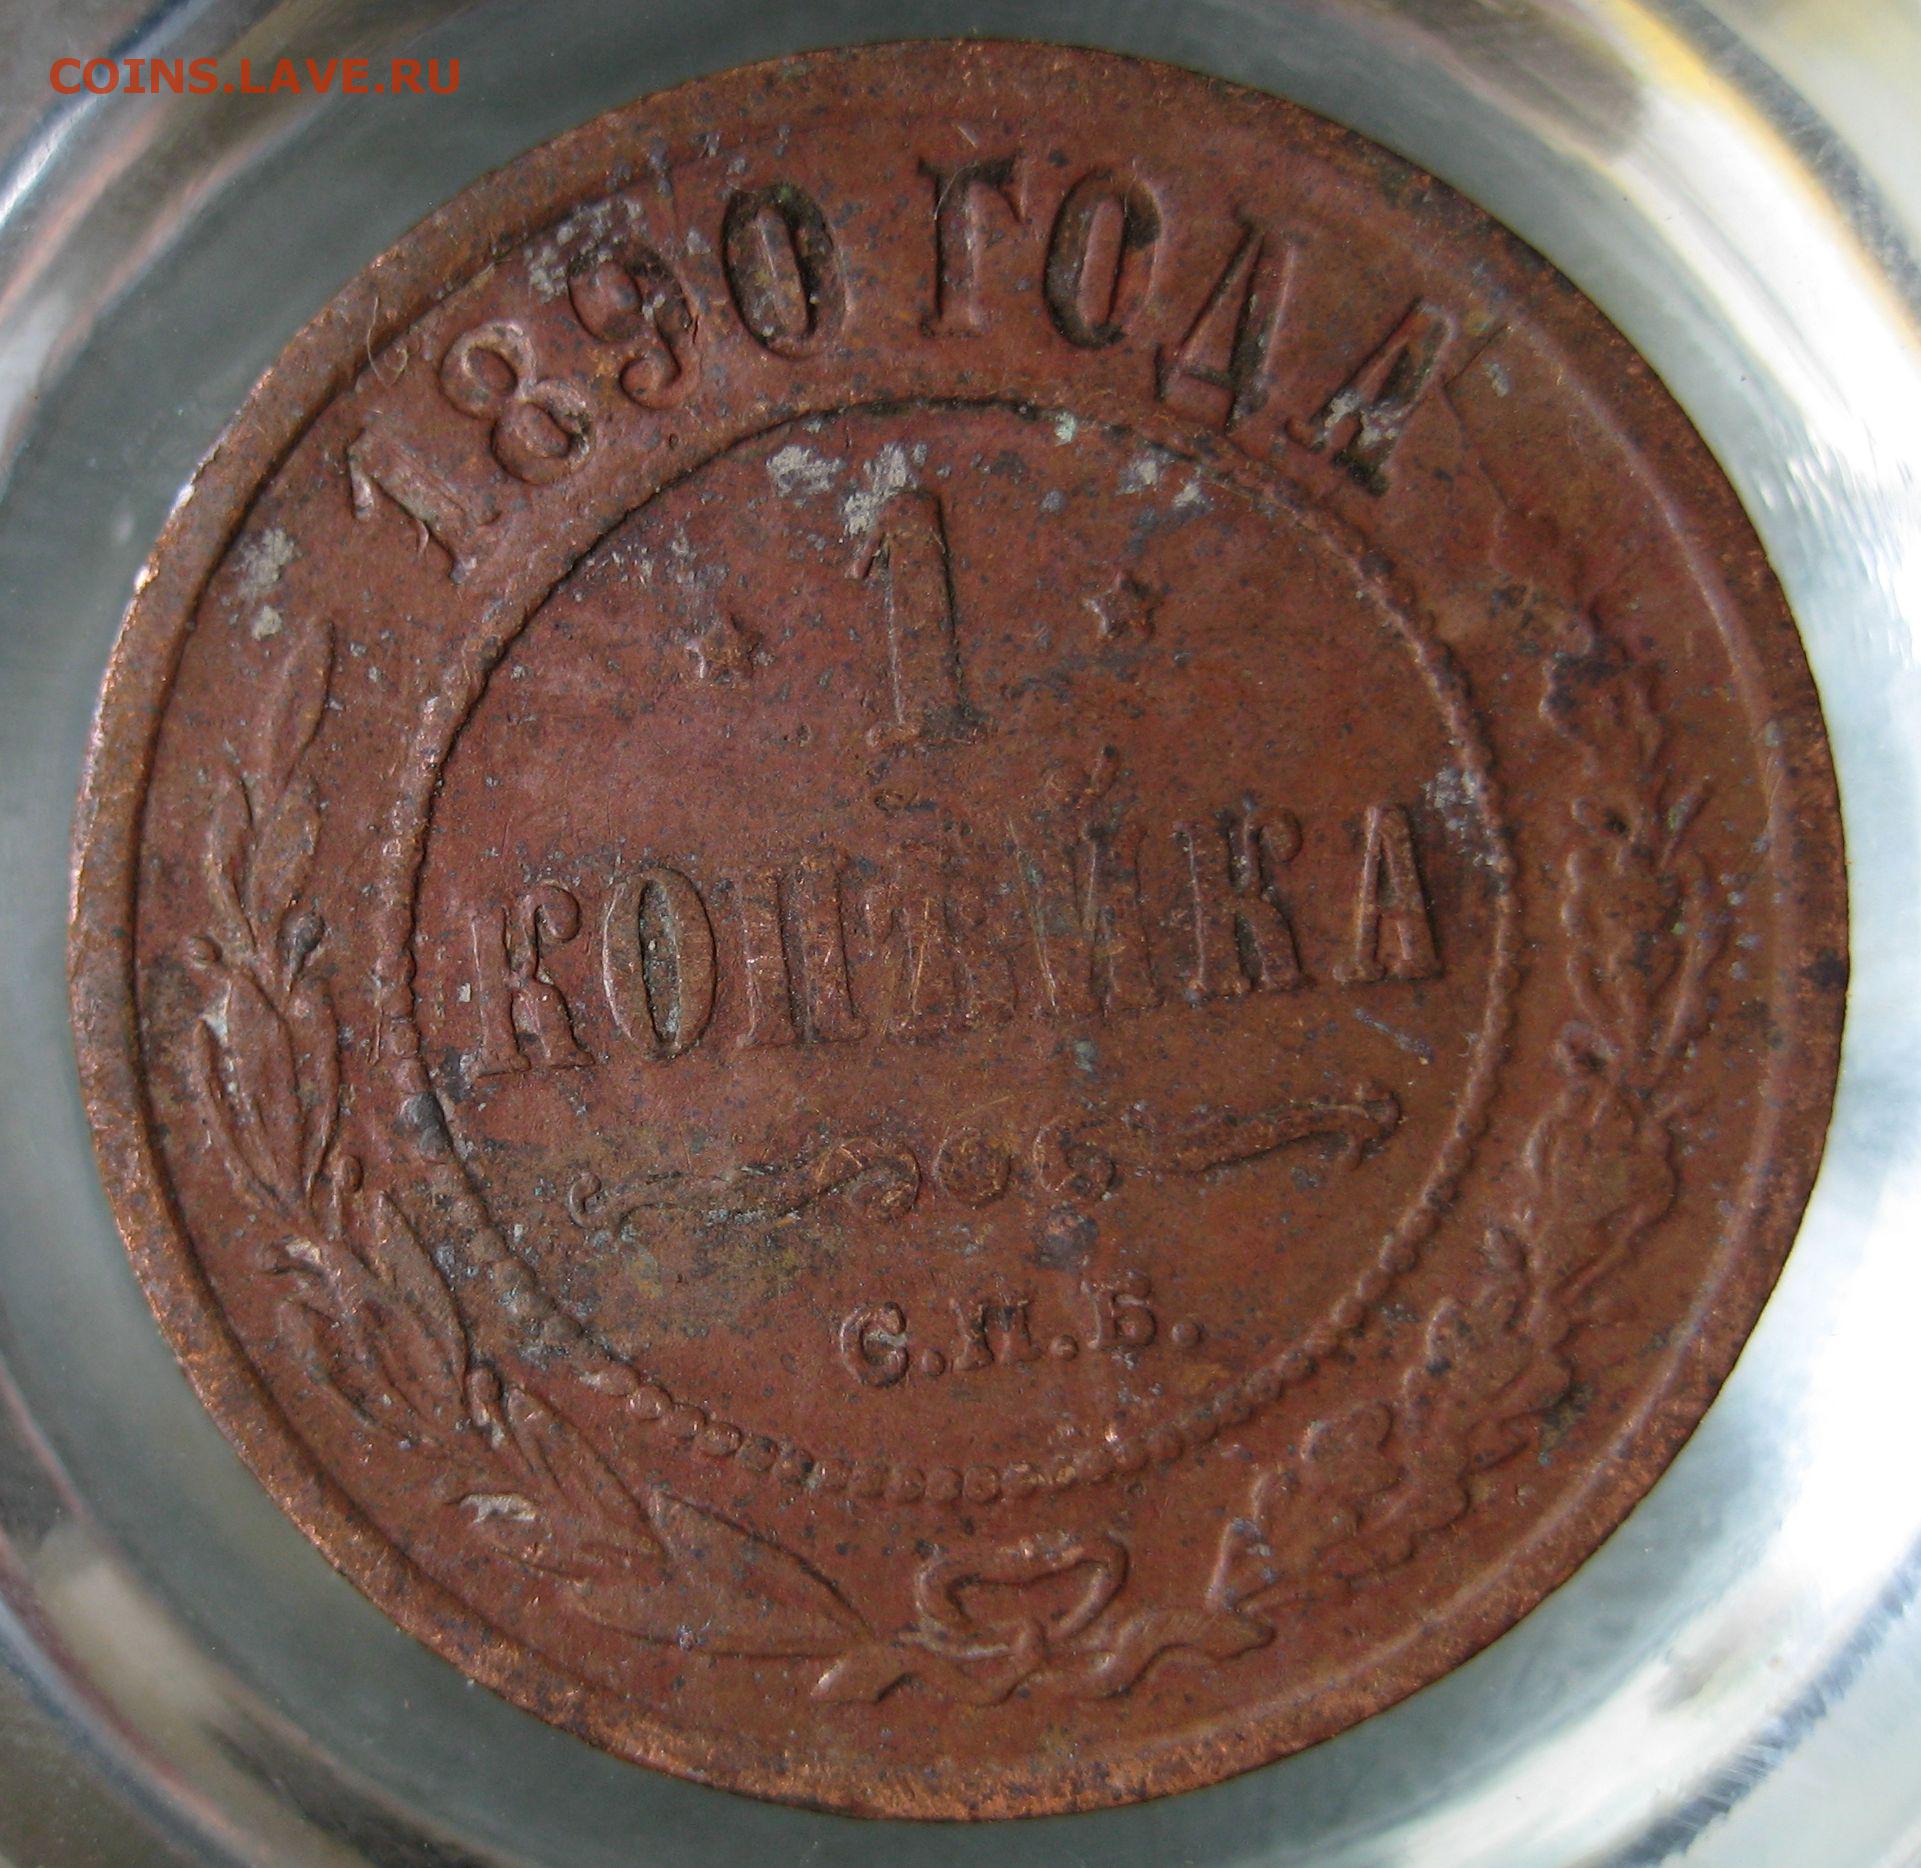 COINS.LAVE.RU
1890 ГОДА
1
КОПѢЙКА
С.П.Б.